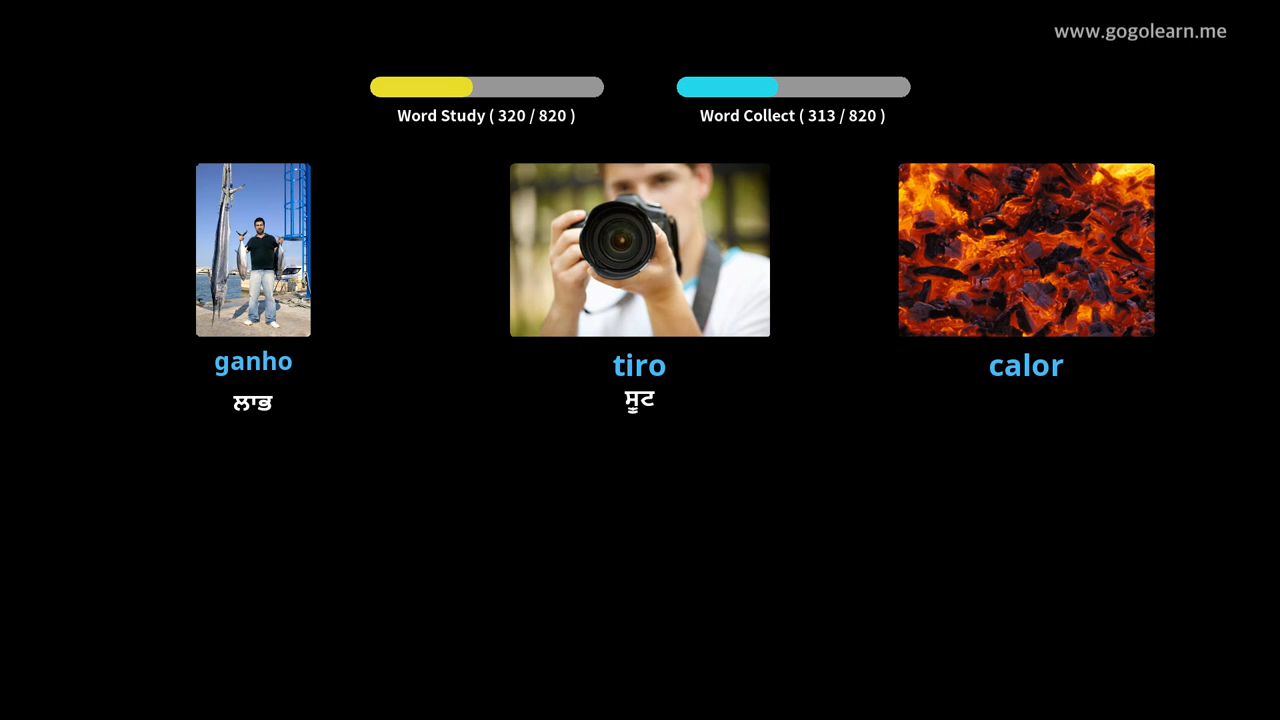 www.gogolearn.me
Word Study ( 320 / 820 )
Word Collect ( 313 / 820 )
ganho
tiro
calor
ਲਾਭ
ਸ਼ੂਟ